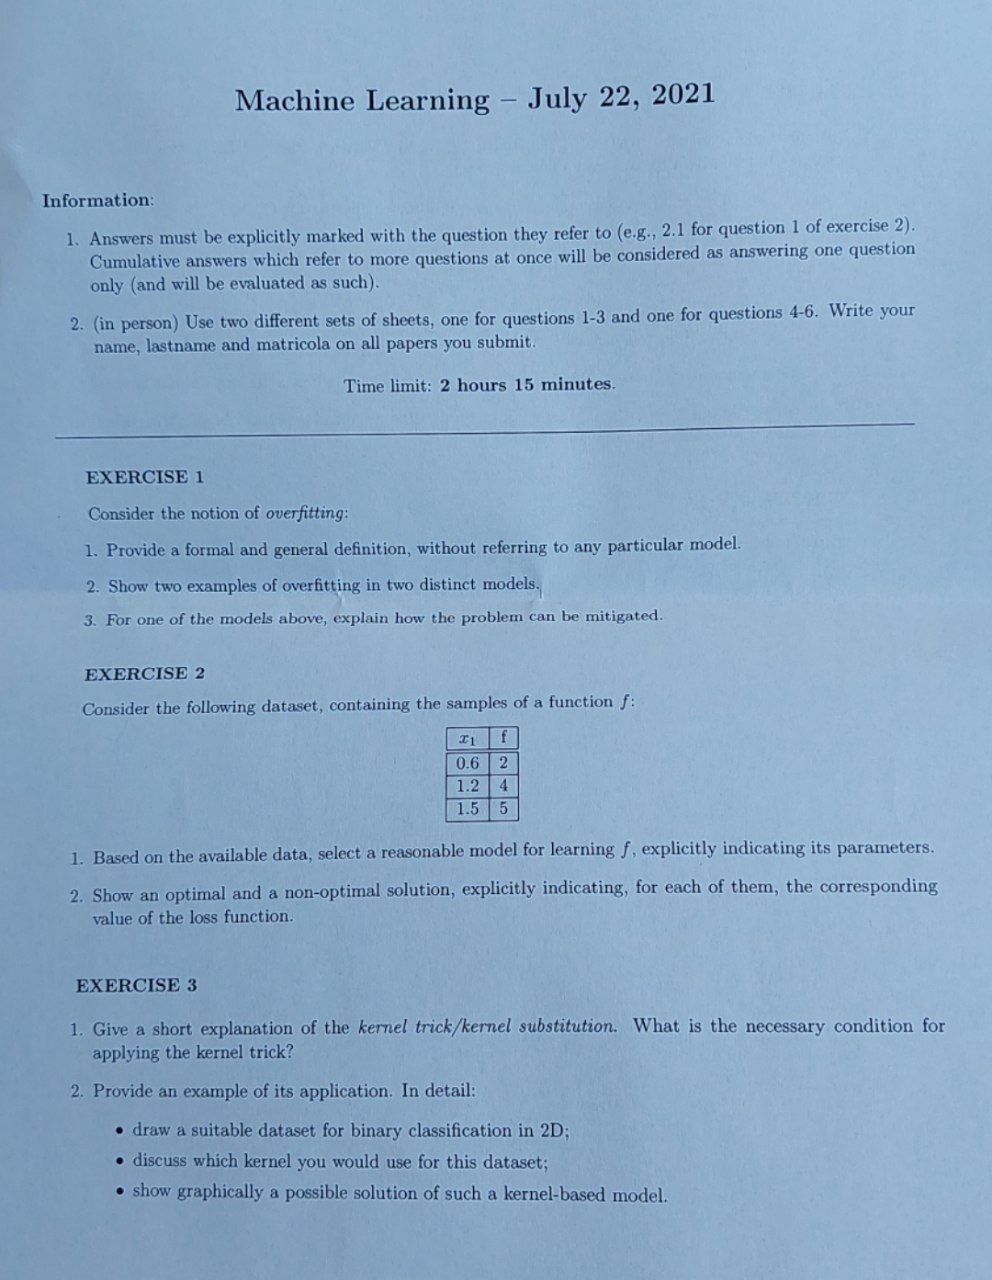 Machine Learning – July 22, 2021
Information:
1. Answers must be explicitly marked with the question they refer to (e.g., 2.1 for question 1 of exercise 2).
Cumulative answers which refer to more questions at once will be considered as answering one question
only (and will be evaluated as such).
2. (in person) Use two different sets of sheets, one for questions 1-3 and one for questions 4-6. Write your
name, lastname and matricola on all papers you submit.
Time limit: 2 hours 15 minutes.
EXERCISE 1
Consider the notion of overfitting:
1. Provide a formal and general definition, without referring to any particular model.
2. Show two examples of overfitting in two distinct models.
3. For one of the models above, explain how the problem can be mitigated.
EXERCISE 2
Consider the following dataset, containing the samples of a function f:
x₁ f
0.6 2
1.2 4
1.5 5
1. Based on the available data, select a reasonable model for learning f, explicitly indicating its parameters.
2. Show an optimal and a non-optimal solution, explicitly indicating, for each of them, the corresponding
value of the loss function.
EXERCISE 3
1. Give a short explanation of the kernel trick/kernel substitution. What is the necessary condition for
applying the kernel trick?
2. Provide an example of its application. In detail:
• draw a suitable dataset for binary classification in 2D;
• discuss which kernel you would use for this dataset;
• show graphically a possible solution of such a kernel-based model.